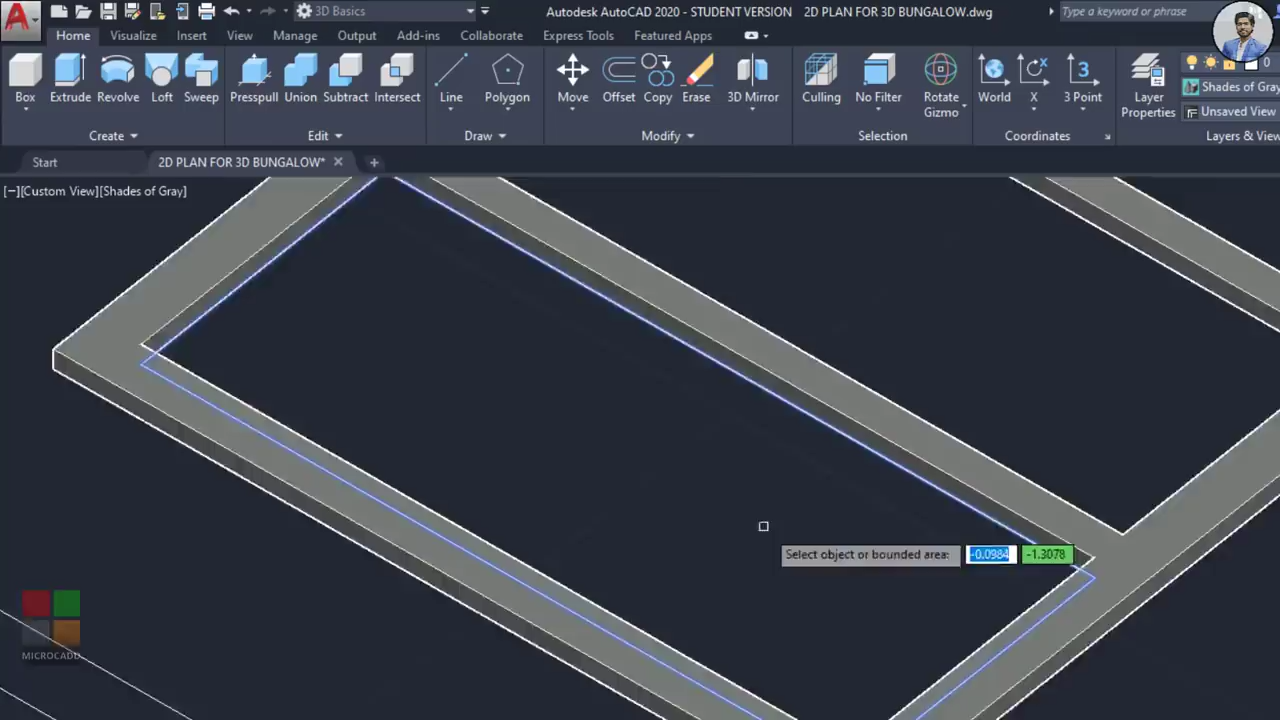 3D Basics
Autodesk AutoCAD 2020 - STUDENT VERSION 2D PLAN FOR 3D BUNGALOW.dwg
Type a keyword or phrase
Home Visualize Insert View Manage Output Add-ins Collaborate Express Tools Featured Apps
Box Extrude Revolve Loft Sweep Presspull Union Subtract Intersect Line Polygon Move Offset Copy Erase 3D Mirror Culling No Filter Rotate Gizmo World X 3 Point Layer Properties
0
Shades of Gray
Unsaved View
Create Edit Draw Modify Selection Coordinates Layers & View
Start 2D PLAN FOR 3D BUNGALOW*
[−][Custom View][Shades of Gray]
Select object or bounded area: -0.0984 -1.3078
MICROCADD